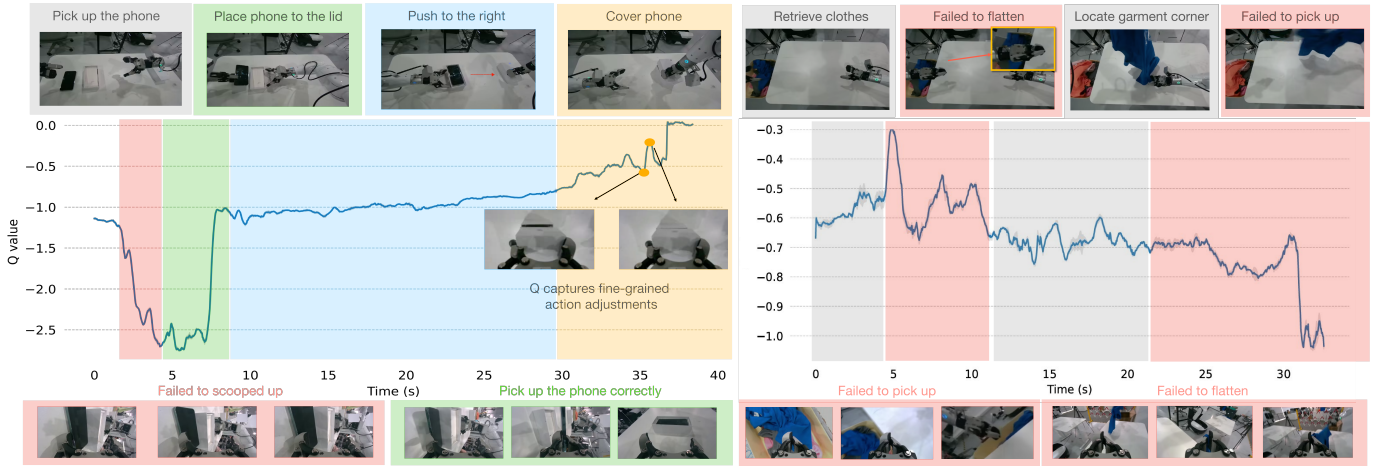 Pick up the phone
Place phone to the lid
Push to the right
Cover phone
Retrieve clothes
Failed to flatten
Locate garment corner
Failed to pick up
Q value
0.0
−0.5
−1.0
−1.5
−2.0
−2.5
Q captures fine-grained
action adjustments
0
5
10
15
20
25
30
35
40
Time (s)
Failed to scooped up
Pick up the phone correctly
−0.3
−0.4
−0.5
−0.6
−0.7
−0.8
−0.9
−1.0
0
5
10
15
20
25
30
Time (s)
Failed to pick up
Failed to flatten